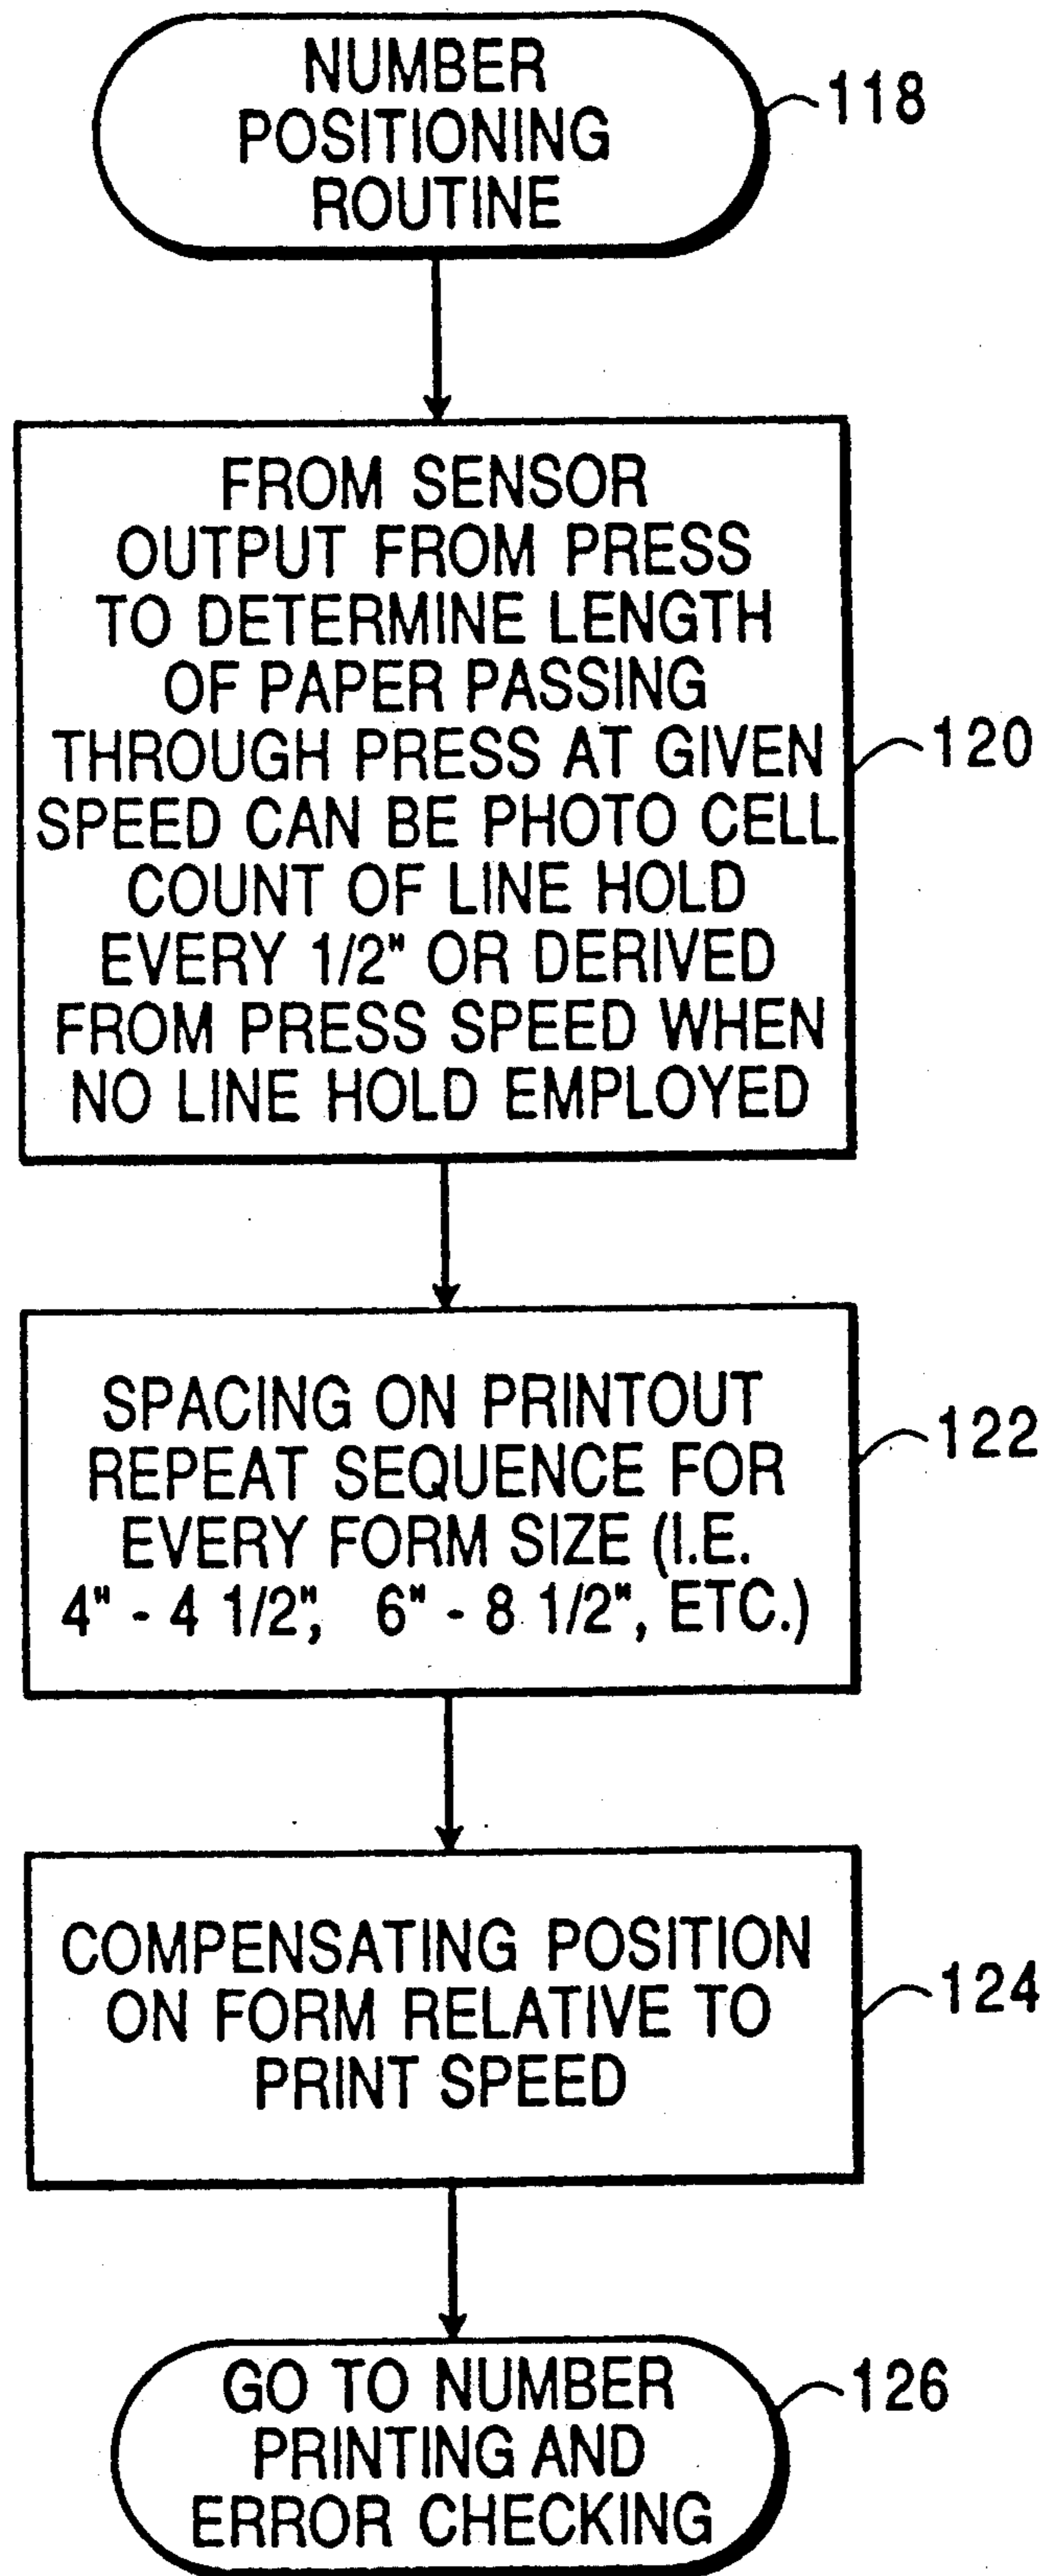 NUMBER
POSITIONING
ROUTINE
118
FROM SENSOR
OUTPUT FROM PRESS
TO DETERMINE LENGTH
OF PAPER PASSING
THROUGH PRESS AT GIVEN
SPEED CAN BE PHOTO CELL
COUNT OF LINE HOLD
EVERY 1/2" OR DERIVED
FROM PRESS SPEED WHEN
NO LINE HOLD EMPLOYED
120
SPACING ON PRINTOUT
REPEAT SEQUENCE FOR
EVERY FORM SIZE (I.E.
4" - 4 1/2", 6" - 8 1/2", ETC.)
122
COMPENSATING POSITION
ON FORM RELATIVE TO
PRINT SPEED
124
GO TO NUMBER
PRINTING AND
ERROR CHECKING
126